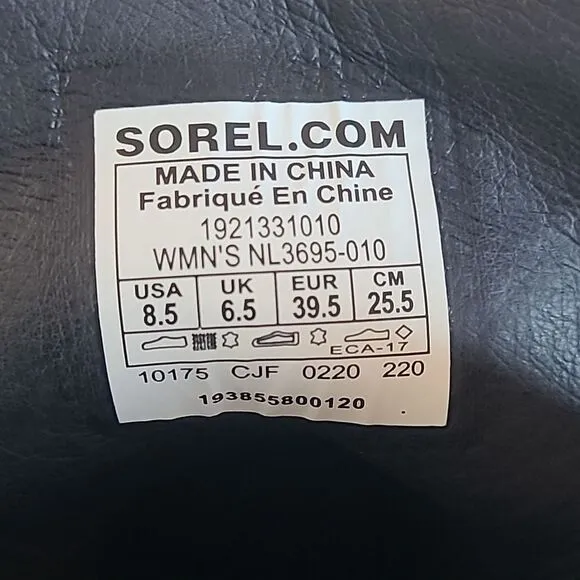 SOREL.COM
MADE IN CHINA
Fabriqué En Chine
1921331010
WMN'S NL3695-010
USA UK EUR CM
8.5 6.5 39.5 25.5
ECA-17
10175 CJF 0220 220
193855800120